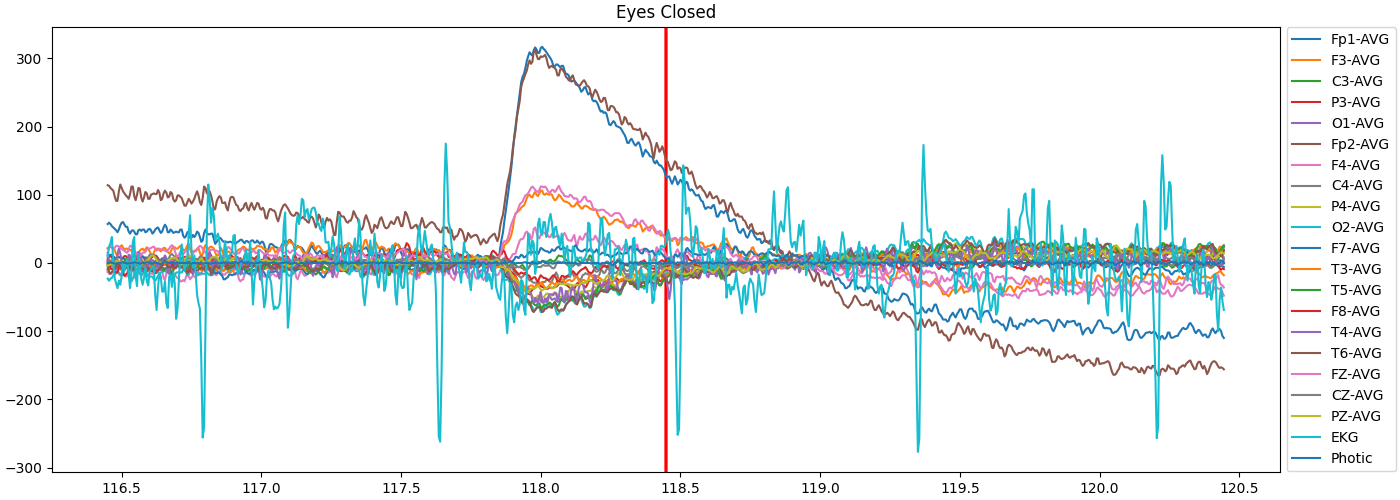 Eyes Closed
300
200
100
0
−100
−200
−300
116.5 117.0 117.5 118.0 118.5 119.0 119.5 120.0 120.5
Fp1-AVG
F3-AVG
C3-AVG
P3-AVG
O1-AVG
Fp2-AVG
F4-AVG
C4-AVG
P4-AVG
O2-AVG
F7-AVG
T3-AVG
T5-AVG
F8-AVG
T4-AVG
T6-AVG
FZ-AVG
CZ-AVG
PZ-AVG
EKG
Photic